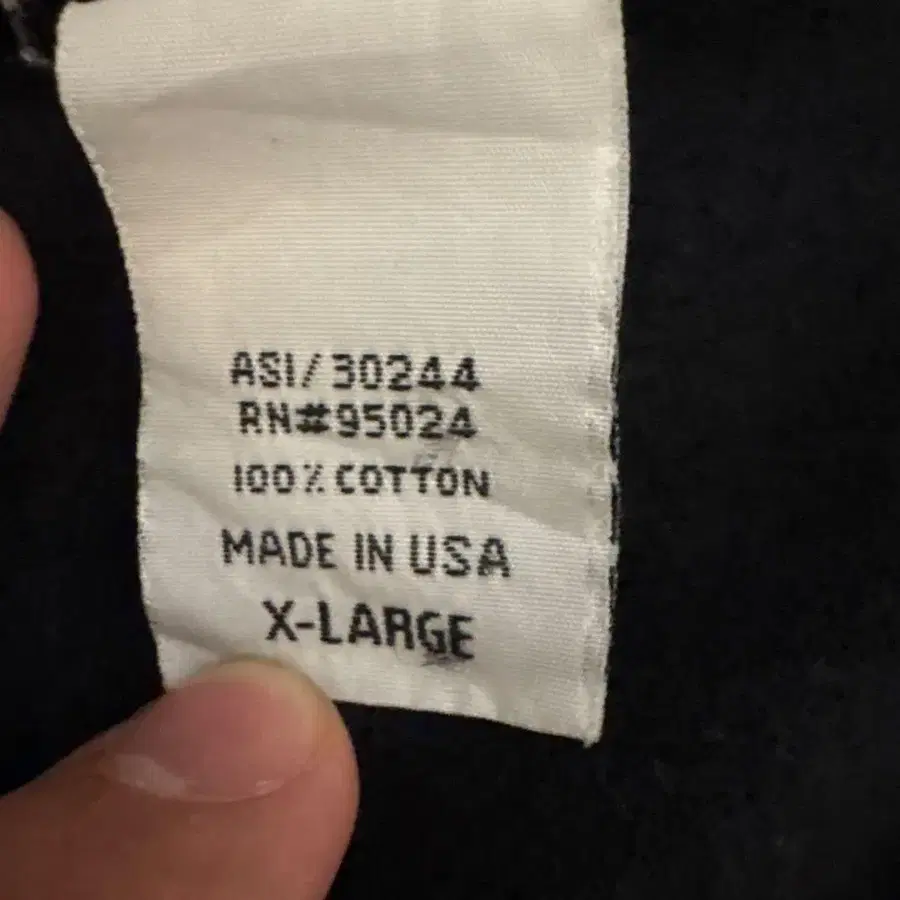 ASI/30244
RN#95024
100% COTTON
MADE IN USA
X-LARGE